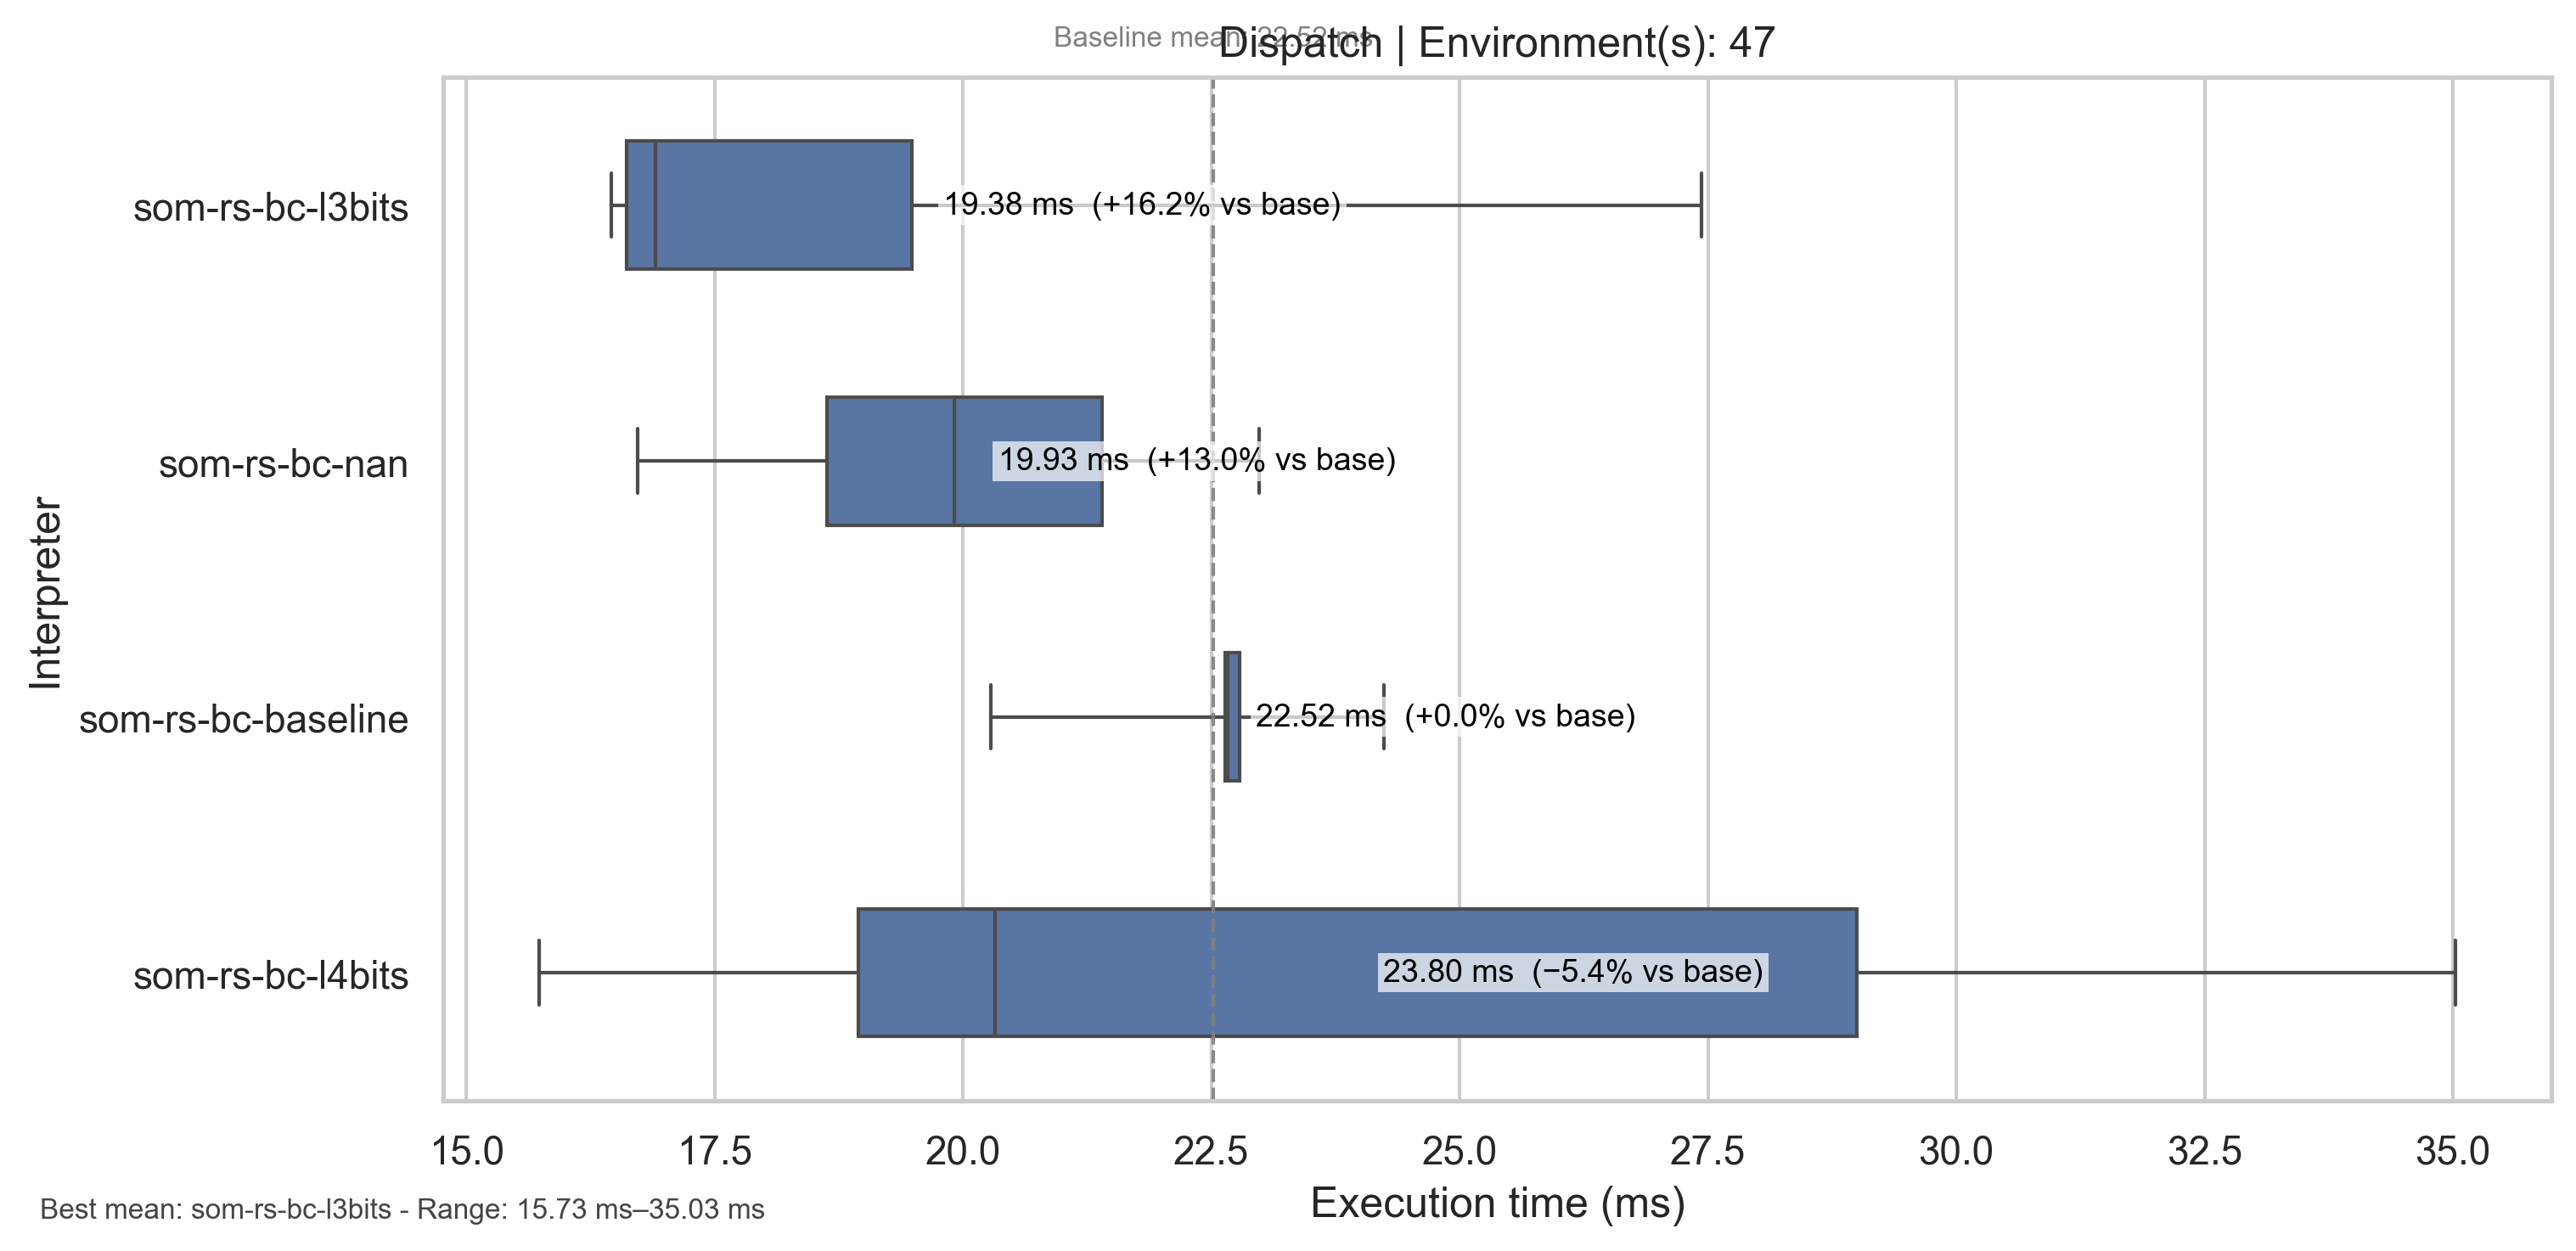 Baseline mean: 22.52 ms
Dispatch | Environment(s): 47
som-rs-bc-l3bits
19.38 ms (+16.2% vs base)
som-rs-bc-nan
19.93 ms (+13.0% vs base)
Interpreter
som-rs-bc-baseline
22.52 ms (+0.0% vs base)
som-rs-bc-l4bits
23.80 ms (−5.4% vs base)
15.0 17.5 20.0 22.5 25.0 27.5 30.0 32.5 35.0
Execution time (ms)
Best mean: som-rs-bc-l3bits - Range: 15.73 ms–35.03 ms